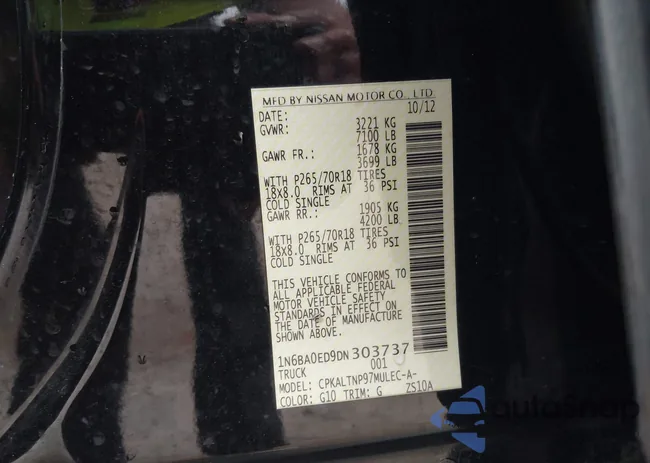 MFD BY NISSAN MOTOR CO., LTD.
DATE: 10/12
GVWR: 3221 KG
7100 LB
GAWR FR.: 1678 KG
3699 LB
WITH P265/70R18 TIRES
18x8.0 RIMS AT 36 PSI
COLD SINGLE
GAWR RR.: 1905 KG
4200 LB.
WITH P265/70R18 TIRES
18x8.0 RIMS AT 36 PSI
COLD SINGLE
THIS VEHICLE CONFORMS TO
ALL APPLICABLE FEDERAL
MOTOR VEHICLE SAFETY
STANDARDS IN EFFECT ON
THE DATE OF MANUFACTURE
SHOWN ABOVE.
1N6BA0ED9DN303737
TRUCK 001
MODEL: CPKALTNP97MULEC-A-
COLOR: G10 TRIM: G ZS10A
autoSnap